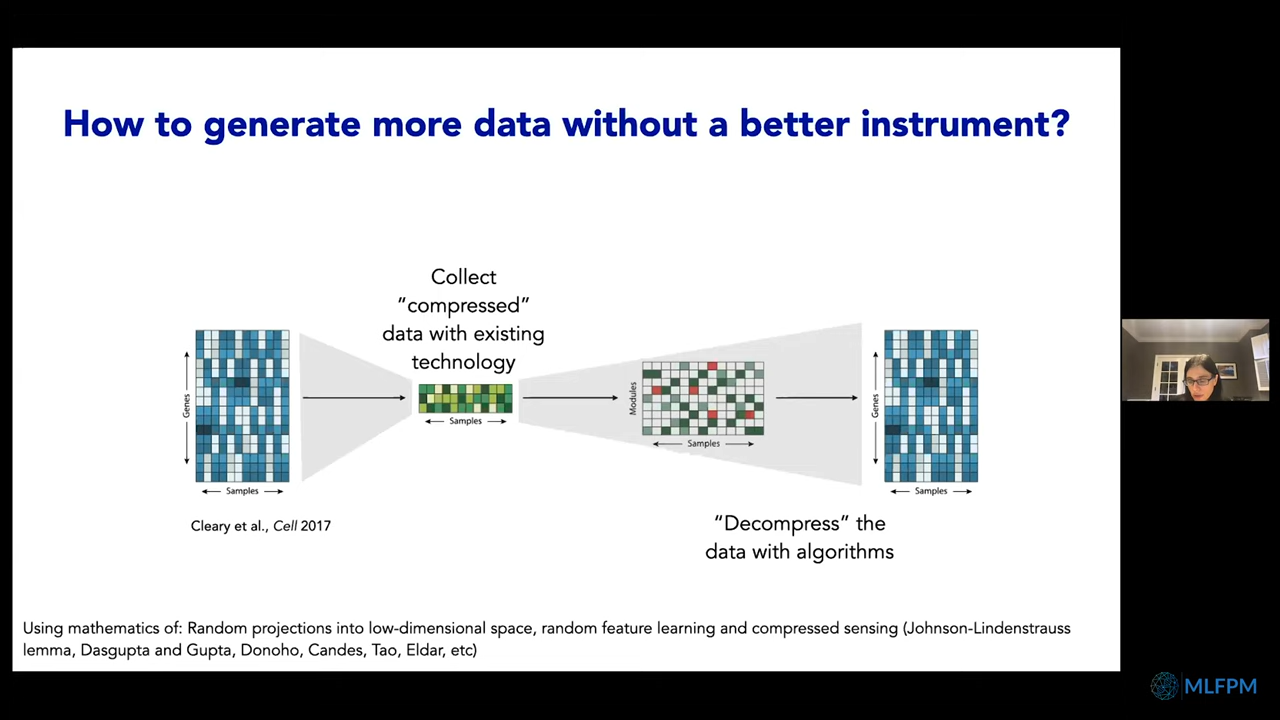 How to generate more data without a better instrument?
Collect
“compressed”
data with existing
technology
Genes
Samples
Samples
Modules
Samples
Genes
Samples
Cleary et al., Cell 2017
“Decompress” the
data with algorithms
Using mathematics of: Random projections into low-dimensional space, random feature learning and compressed sensing (Johnson-Lindenstrauss
lemma, Dasgupta and Gupta, Donoho, Candes, Tao, Eldar, etc)
MLFPM